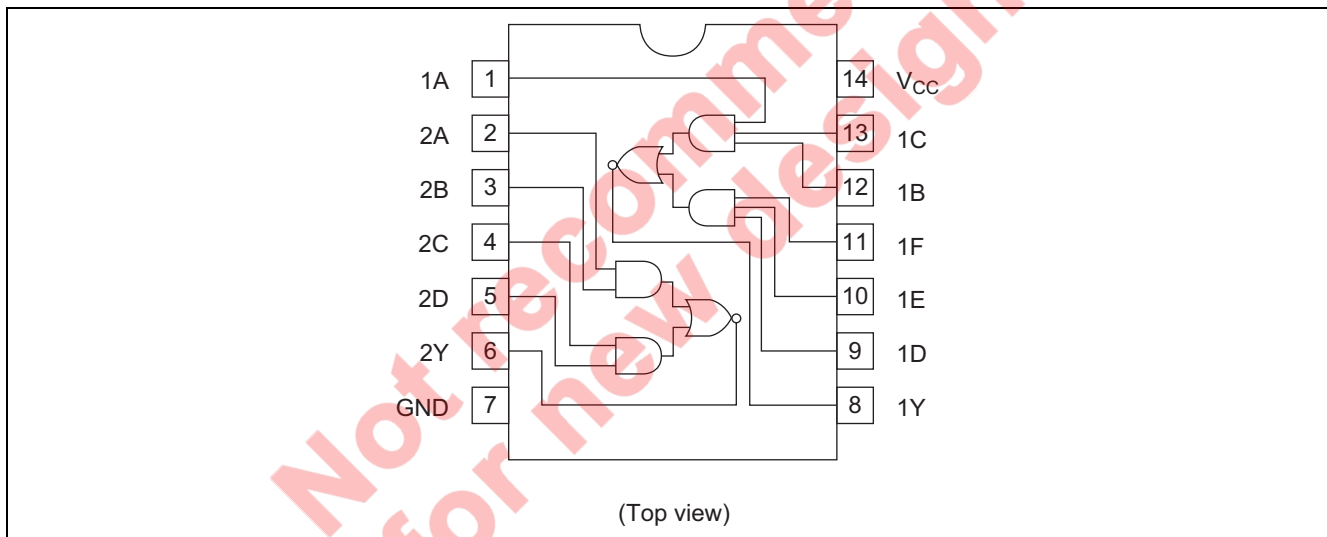 1A 1 14 VCC
2A 2 13 1C
2B 3 12 1B
2C 4 11 1F
2D 5 10 1E
2Y 6 9 1D
GND 7 8 1Y
(Top view)
Not recomme
for new design